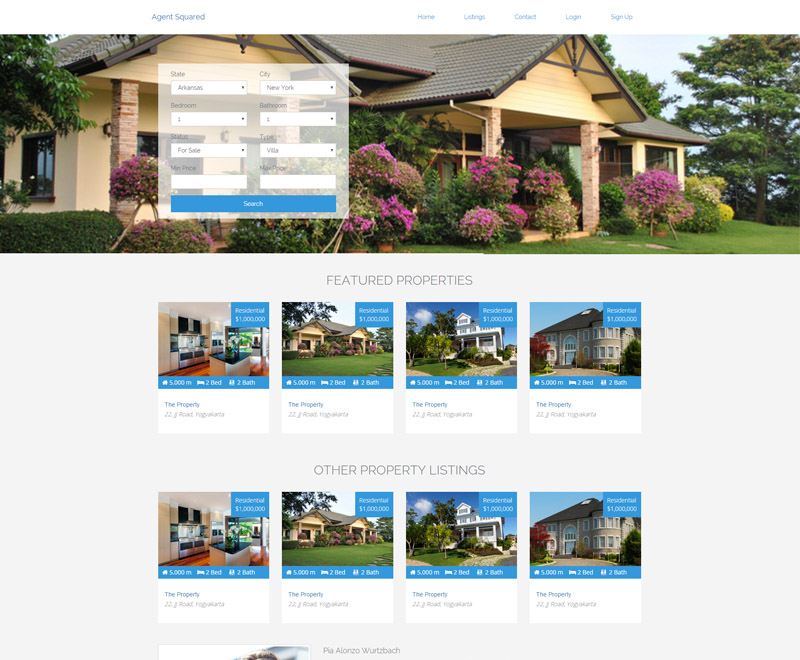 Agent Squared
Home Listings Contact Login Sign Up
State City
Arkansas New York
Bedroom Bathroom
1 1
Status Type
For Sale Villa
Min Price Max Price
Search
FEATURED PROPERTIES
Residential Residential Residential Residential
$1,000,000 $1,000,000 $1,000,000 $1,000,000
5,000 m 2 Bed 2 Bath 5,000 m 2 Bed 2 Bath 5,000 m 2 Bed 2 Bath 5,000 m 2 Bed 2 Bath
The Property The Property The Property The Property
22, JJ Road, Yogyakarta 22, JJ Road, Yogyakarta 22, JJ Road, Yogyakarta 22, JJ Road, Yogyakarta
OTHER PROPERTY LISTINGS
Residential Residential Residential Residential
$1,000,000 $1,000,000 $1,000,000 $1,000,000
5,000 m 2 Bed 2 Bath 5,000 m 2 Bed 2 Bath 5,000 m 2 Bed 2 Bath 5,000 m 2 Bed 2 Bath
The Property The Property The Property The Property
22, JJ Road, Yogyakarta 22, JJ Road, Yogyakarta 22, JJ Road, Yogyakarta 22, JJ Road, Yogyakarta
Pia Alonzo Wurtzbach